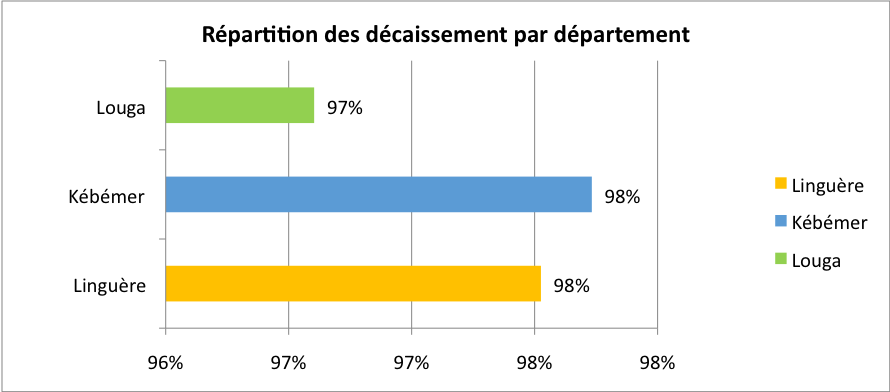 Répartition des décaissement par département
Louga
97%
Kébémer
98%
Linguère
98%
96%
97%
97%
98%
98%
Linguère
Kébémer
Louga